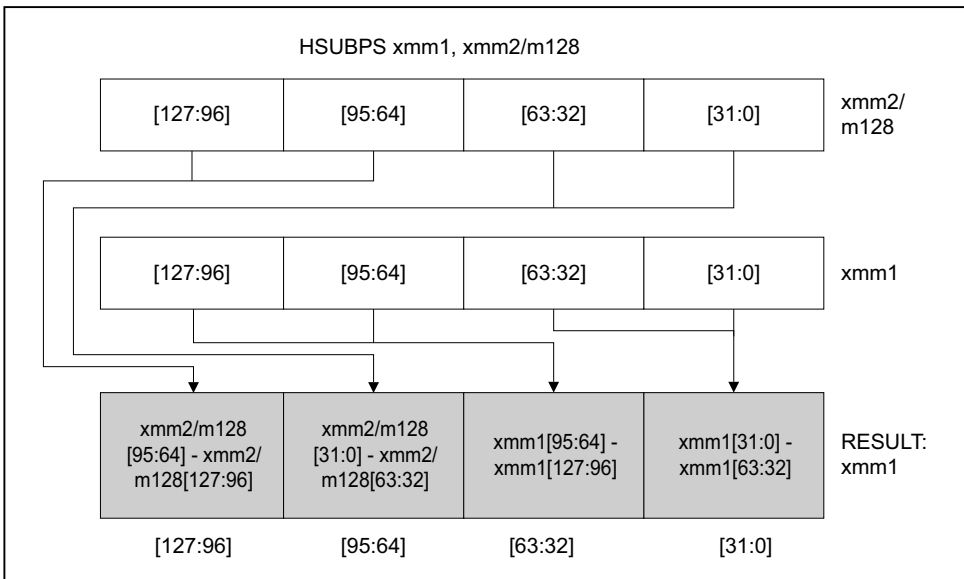 HSUBPS xmm1, xmm2/m128
[127:96] [95:64] [63:32] [31:0]
xmm2/
m128
[127:96] [95:64] [63:32] [31:0] xmm1
xmm2/m128
[95:64] - xmm2/
m128[127:96]
xmm2/m128
[31:0] - xmm2/
m128[63:32]
xmm1[95:64] -
xmm1[127:96]
xmm1[31:0] -
xmm1[63:32]
RESULT:
xmm1
[127:96] [95:64] [63:32] [31:0]